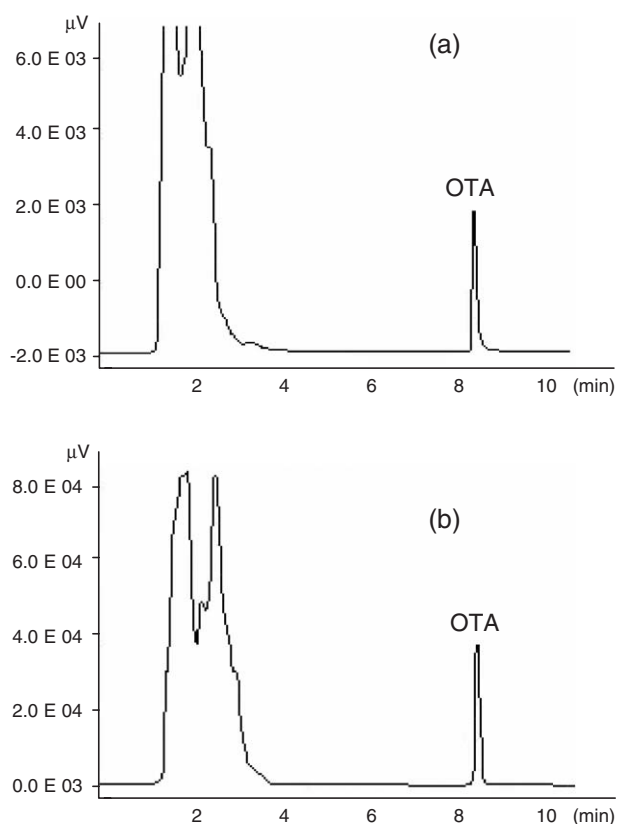 μV
(a)
6.0 E 03
4.0 E 03
OTA
2.0 E 03
0.0 E 00
-2.0 E 03
2 4 6 8 10 (min)
μV
8.0 E 04
(b)
6.0 E 04
OTA
4.0 E 04
2.0 E 04
0.0 E 03
2 4 6 8 10 (min)